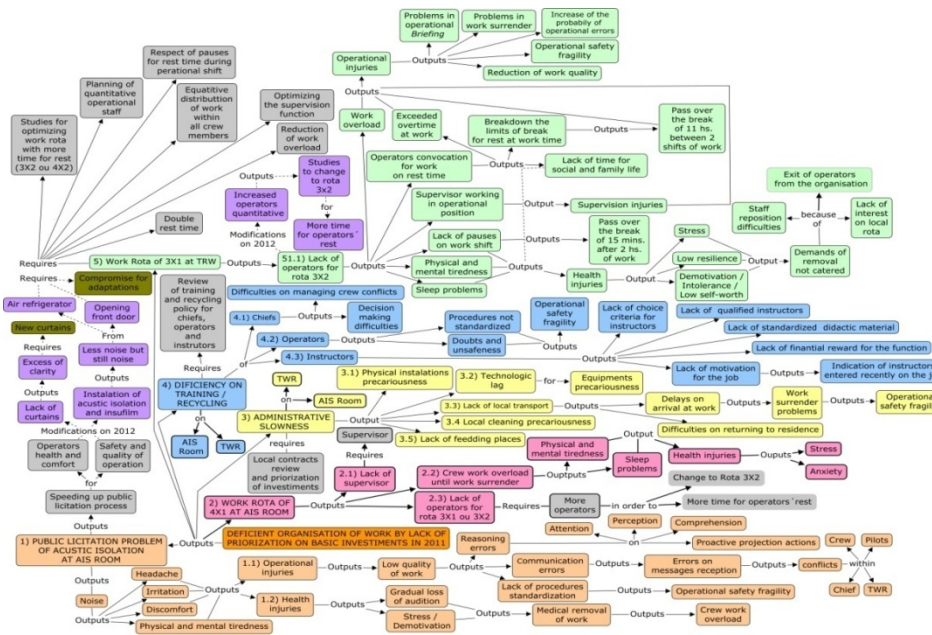 Problems in
operational
Briefing
Problems in
work surrender
Increase of the
probabily of
operational errors
Operational safety
fragility
Reduction of work quality
Operational
injuries
Outputs
Outputs
Respect of pauses
for rest time during
perational shift
Planning of
quantitative
operational
staff
Equatitive
distributtion
of work
within
all crew
members
Optimizing
the supervision
function
Reduction
of work
overload
Studies for
optimizing
work rota
with more
time for rest
(3X2 ou 4X2)
Double
rest time
Work
overload
Exceeded
overtime
at work
Breakdown the
limits of break
for rest at work time
Outputs
Pass over
the break
of 11 hs.
between 2
shifts of work
Outputs
Studies
to change
to rota
3x2
Increased
operators
quantitative
for
More time
for operators´
rest
Modifications
on 2012
Operators convocation
for work
on rest time
Outputs
Lack of time for
social and family life
Supervisor working
in operational
position
Output
Supervision injuries
Lack of pauses
on work shift
Outputs
Pass over
the break
of 15 mins.
after 2 hs.
of work
Physical and
mental tiredness
Outputs
Sleep problems
Health
injuries
Stress
Low resilience
Demotivation /
Intolerance /
Low self-worth
Exit of operators
from the organisation
Staff
reposition
difficulties
because
of
Lack of
interest
on local
rota
Demands of
removal
not catered
Requires
5) Work Rota of 3X1 at TRW
Outputs
51.1) Lack of
operators for
rota 3X2
Outputs
Requires
Compromise for
adaptations
Air refrigerator
Opening
front door
New curtains
From
Requires
Less noise but
still noise
Excess of
clarity
Outputs
Outputs
Lack of
curtains
Instalation of
acustic isolation
and insufilm
Modifications on 2012
Operators
health and
comfort
Safety and
quality of
operation
for
Speeding up public
licitation process
Outputs
Review
of training
and recycling
policy for
chiefs,
operators
and
instrutors
Requires
4) DIFICIENCY ON
TRAINING /
RECYCLING
of
on
AIS
Room
TWR
Difficulties on managing crew conflicts
4.1) Chiefs
Outputs
Decision
making
difficulties
4.2) Operators
Outputs
Procedures not
standardized
Doubts and
unsafeness
Operational
safety
fragility
4.3) Instructors
Outputs
Lack of choice
criteria for
instructors
Lack of qualified instructors
Lack of standardized didactic material
Lack of finantial reward for the function
Lack of motivation
for the job
Indication of instructors
entered recently on the j
TWR
on
AIS Room
3) ADMINISTRATIVE
SLOWNESS
Outputs
requires
Local contracts
review
and priorization
of investments
3.1) Physical instalations
precariousness
3.2) Technologic
lag
for
Equipments
precariousness
3.3) Lack of local transport
Outputs
Delays on
arrival at work
Outputs
Work
surrender
problems
Outputs
Operational
safety fragili
3.4 Local cleaning precariousness
Difficulties on returning to residence
3.5) Lack of feedding places
Supervisor
Requires
2.1) Lack of
supervisor
2) WORK ROTA OF
4X1 AT AIS ROOM
Outputs
2.2) Crew work overload
until work surrender
Ouptputs
Physical and
mental tiredness
Sleep
problems
Output
Health injuries
Ouputs
Stress
Anxiety
2.3) Lack of
operators for
rota 3X1 ou 3X2
Requires
More
operators
in order to
Change to Rota 3X2
More time for operators´rest
1) PUBLIC LICITATION PROBLEM
OF ACUSTIC ISOLATION
AT AIS ROOM
Outputs
DEFICIENT ORGANISATION OF WORK BY LACK OF
PRIORIZATION ON BASIC INVESTMENTS IN 2011
Noise
Outputs
Headache
Irritation
Discomfort
Physical and mental tiredness
Outputs
1.1) Operational
injuries
Outputs
Low quality
of work
Outputs
Reasoning
errors
Attention
Perception
Comprehension
on
Proactive projection actions
Communication
errors
Outputs
Errors on
messages reception
conflicts
within
Crew
Pilots
Chief
TWR
Lack of procedures
standardization
Outputs
Operational safety fragility
1.2) Health
injuries
Outputs
Gradual loss
of audition
Stress /
Demotivation
Outputs
Medical removal
of work
Outputs
Crew work
overload